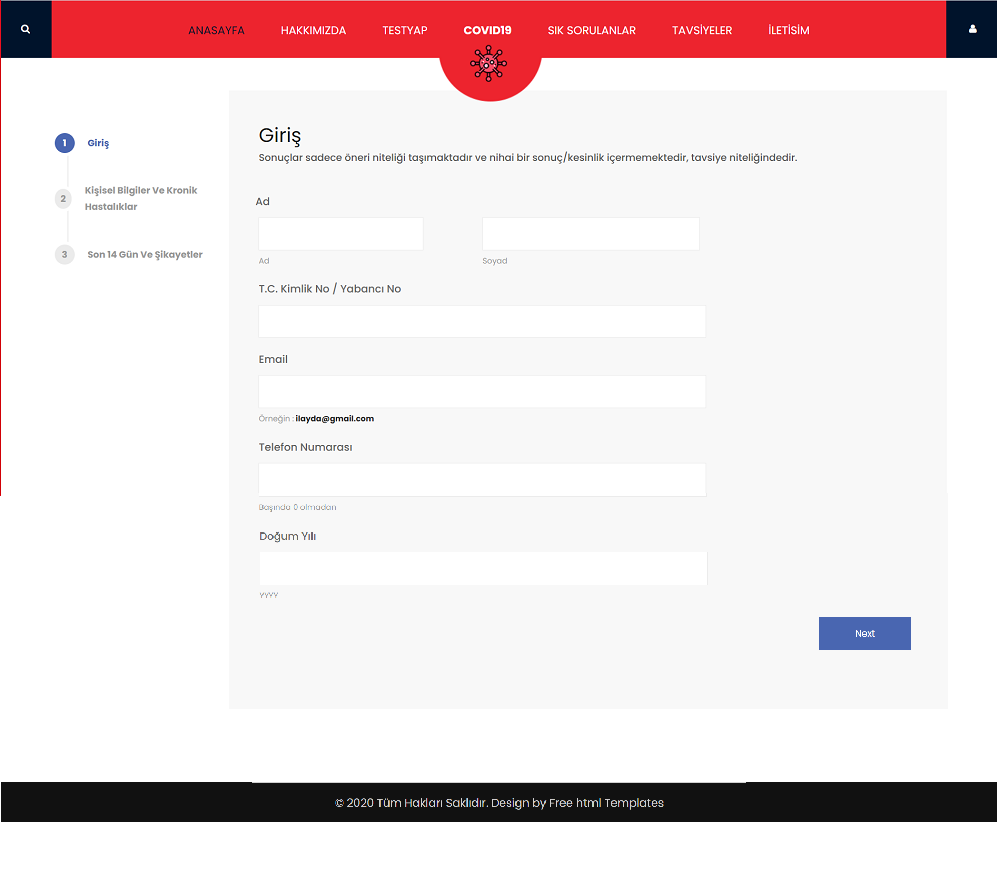 ANASAYFA HAKKIMIZDA TESTYAP COVID19 SIK SORULANLAR TAVSİYELER İLETİSİM
1 Giriş
2 Kişisel Bilgiler Ve Kronik
Hastalıklar
3 Son 14 Gün Ve Şikayetler
Giriş
Sonuçlar sadece öneri niteliği taşımaktadır ve nihai bir sonuç/kesinlik içermemektedir, tavsiye niteliğindedir.
Ad
Ad Soyad
T.C. Kimlik No / Yabancı No
Email
Örneğin : ilayda@gmail.com
Telefon Numarası
Başında 0 olmadan
Doğum Yılı
yyyy
Next
© 2020 Tüm Hakları Saklıdır. Design by Free html Templates